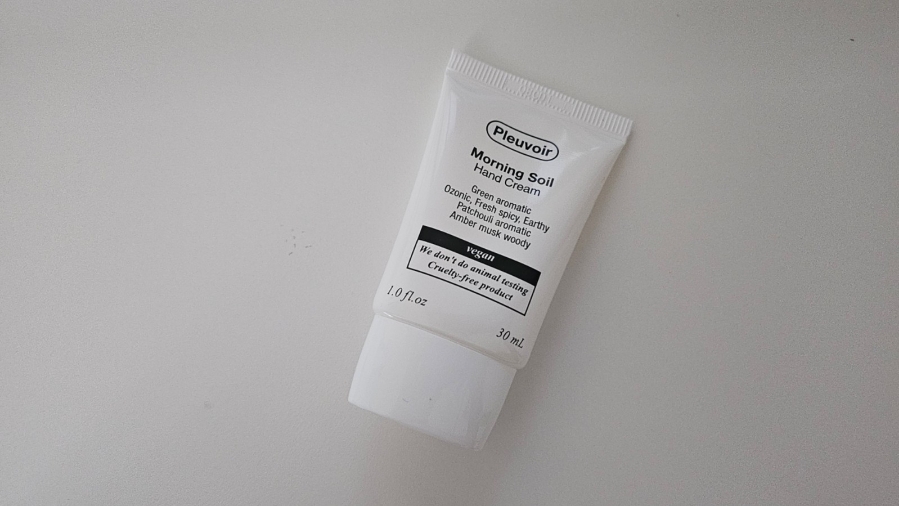 Pleuvoir
Morning Soil
Hand Cream
Green aromatic
Ozonic, Fresh spicy, Earthy
Patchouli aromatic
Amber musk woody
vegan
We don't do animal testing
Cruelty-free product
1.0 fl.oz
30 mL